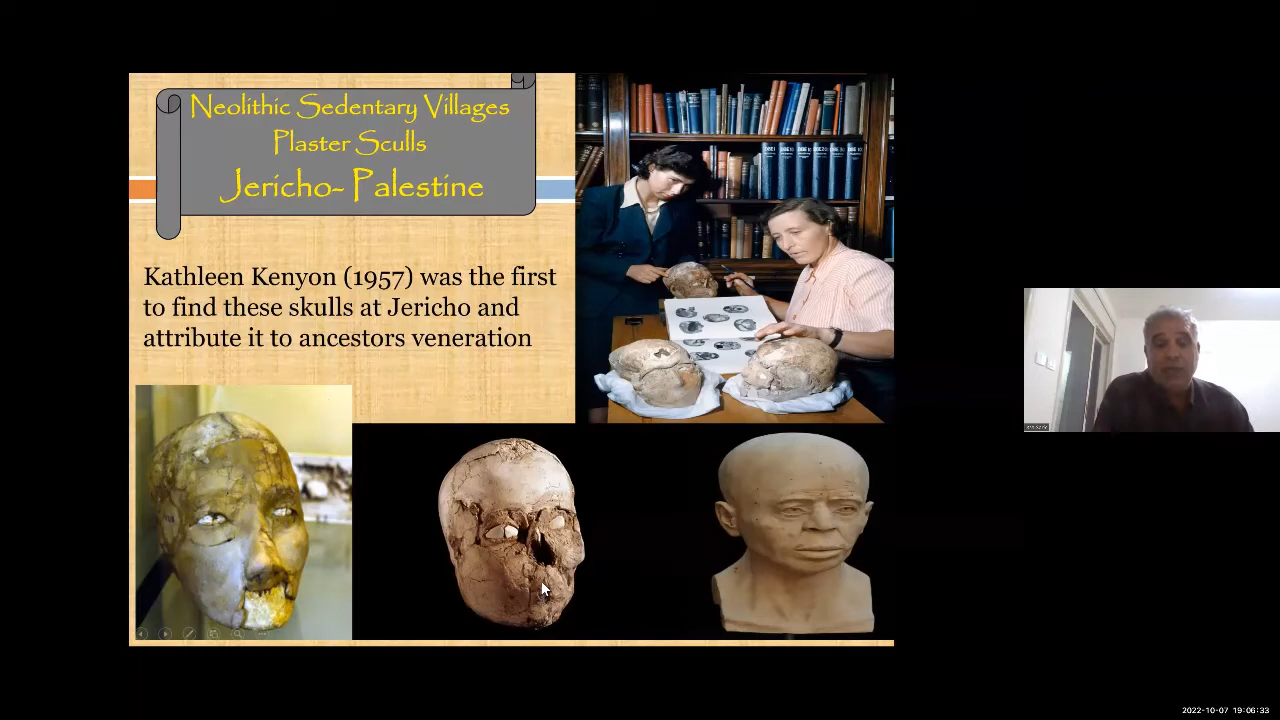 Neolithic Sedentary Villages
Plaster Sculls
Jericho- Palestine
Kathleen Kenyon (1957) was the first
to find these skulls at Jericho and
attribute it to ancestors veneration
2022-10-07 19:06:33